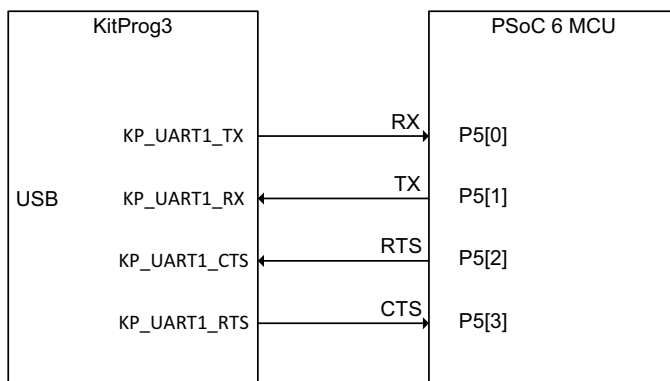 KitProg3
PSoC 6 MCU
KP_UART1_TX
RX
P5[0]
USB
KP_UART1_RX
TX
P5[1]
KP_UART1_CTS
RTS
P5[2]
KP_UART1_RTS
CTS
P5[3]